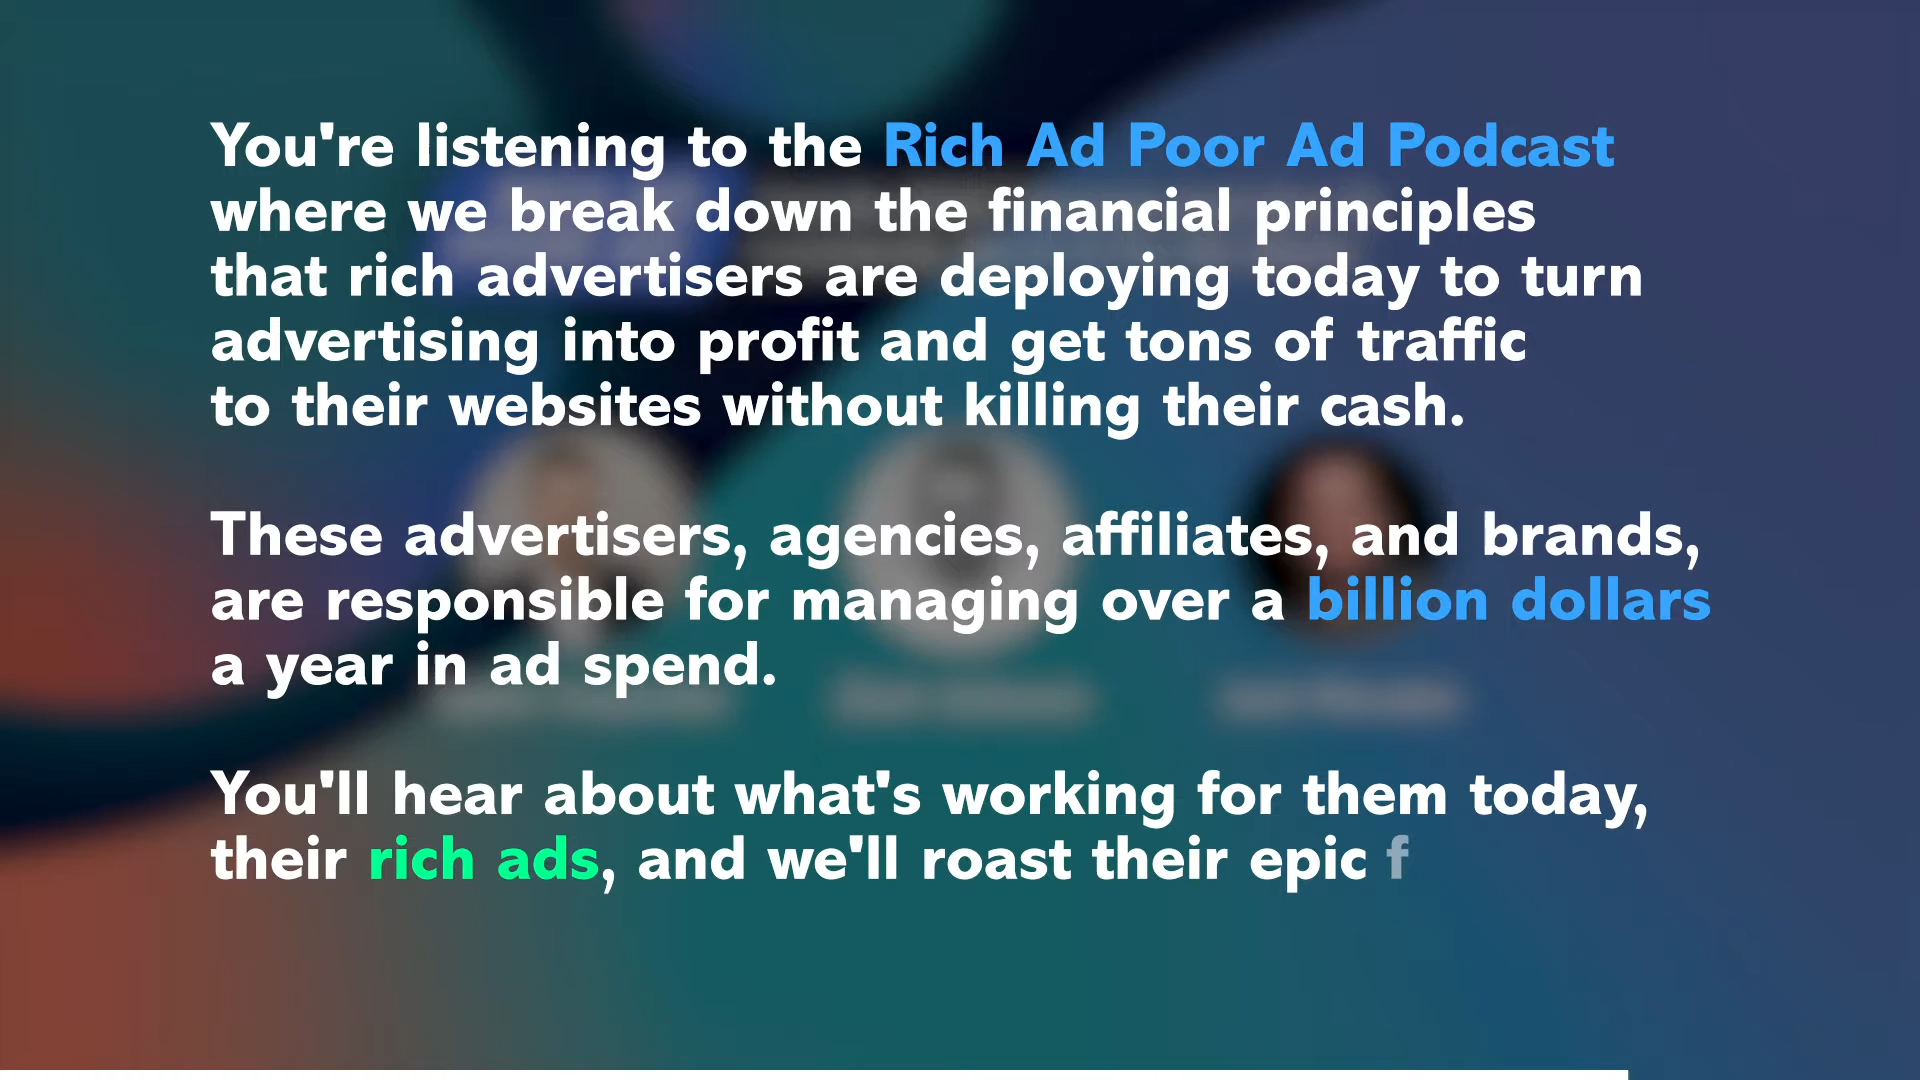 You're listening to the Rich Ad Poor Ad Podcast
where we break down the financial principles
that rich advertisers are deploying today to turn
advertising into profit and get tons of traffic
to their websites without killing their cash.
These advertisers, agencies, affiliates, and brands,
are responsible for managing over a billion dollars
a year in ad spend.
You'll hear about what's working for them today,
their rich ads, and we'll roast their epic f